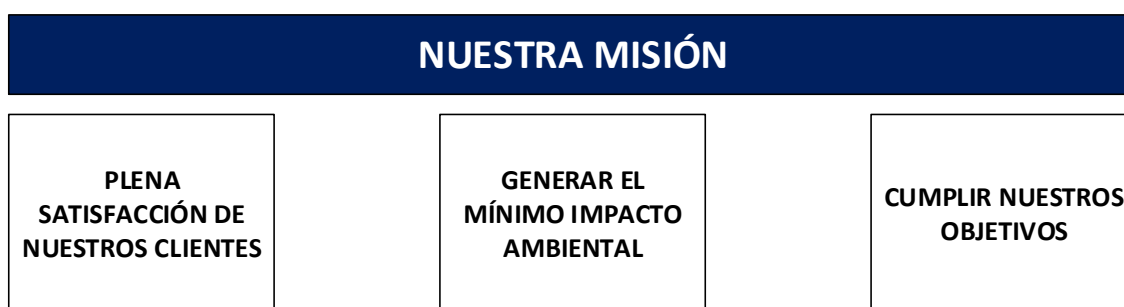 NUESTRA MISIÓN
PLENA
SATISFACCIÓN DE
NUESTROS CLIENTES
GENERAR EL
MÍNIMO IMPACTO
AMBIENTAL
CUMPLIR NUESTROS
OBJETIVOS